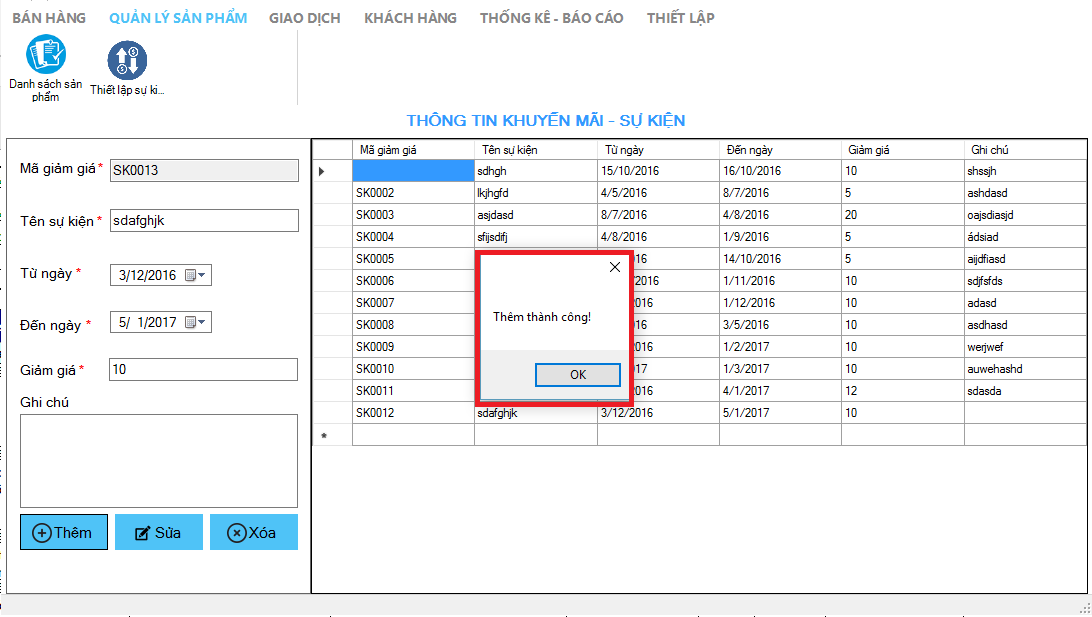 BÁN HÀNG QUẢN LÝ SẢN PHẨM GIAO DỊCH KHÁCH HÀNG THỐNG KÊ - BÁO CÁO THIẾT LẬP
Danh sách sản phẩm
Thiết lập sự ki...
THÔNG TIN KHUYẾN MÃI - SỰ KIỆN
Mã giảm giá* SK0013
Tên sự kiện* sdafghjk
Từ ngày * 3/12/2016
Đến ngày * 5/ 1/2017
Giảm giá* 10
Ghi chú
Thêm Sửa Xóa
Mã giảm giá Tên sự kiện Từ ngày Đến ngày Giảm giá Ghi chú
sdhgh 15/10/2016 16/10/2016 10 shssjh
SK0002 lkjhgfd 4/5/2016 8/7/2016 5 ashdasd
SK0003 asjdasd 8/7/2016 4/8/2016 20 oajsdiasjd
SK0004 sfijsdifj 4/8/2016 1/9/2016 5 ádsiad
SK0005 16 14/10/2016 5 aijdfiasd
SK0006 2016 1/11/2016 10 sdjfsfds
SK0007 016 1/12/2016 10 adasd
SK0008 16 3/5/2016 10 asdhasd
SK0009 016 1/2/2017 10 werjwef
SK0010 17 1/3/2017 10 auwehashd
SK0011 016 4/1/2017 12 sdasda
SK0012 sdafghjk 3/12/2016 5/1/2017 10
*
Thêm thành công!
OK